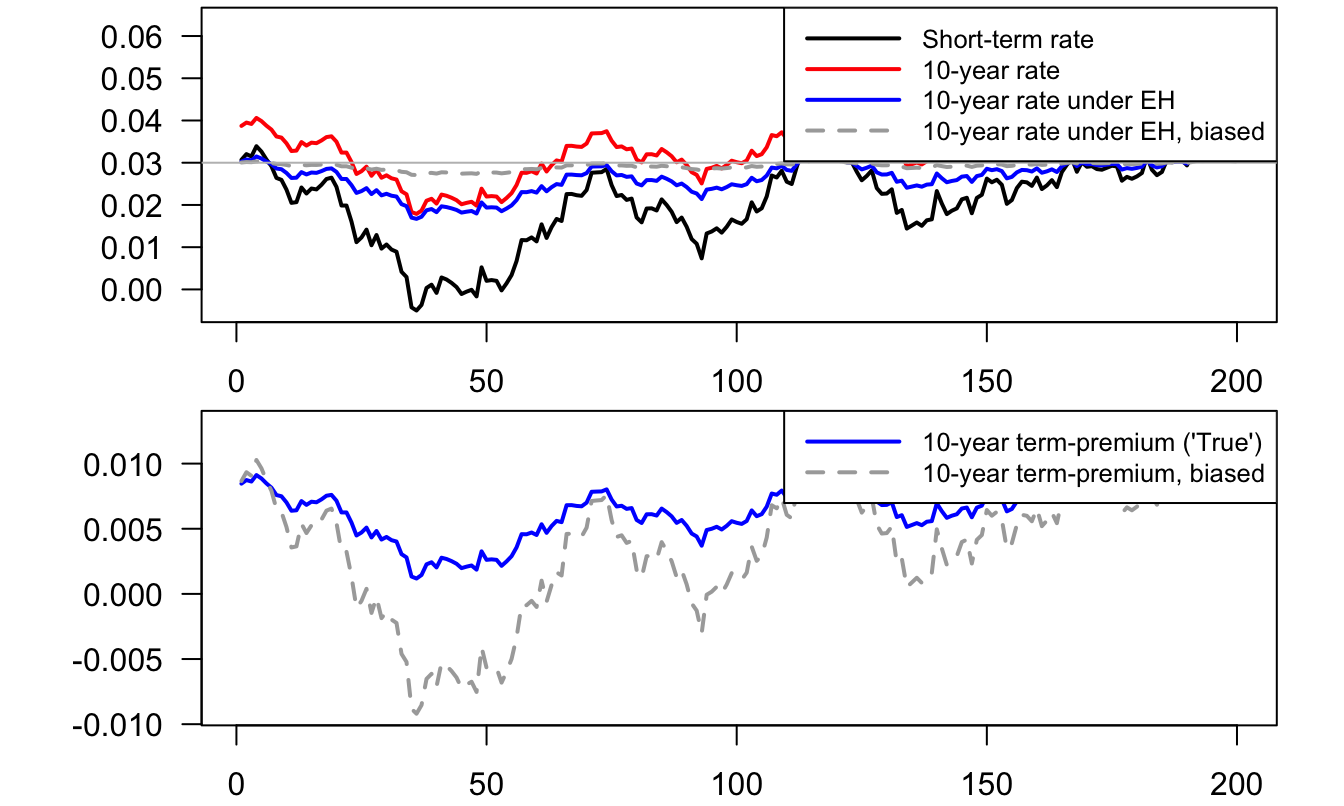 0.06
0.05
0.04
0.03
0.02
0.01
0.00
Short-term rate
10-year rate
10-year rate under EH
10-year rate under EH, biased
0 50 100 150 200
0.010
0.005
0.000
-0.005
-0.010
10-year term-premium ('True')
10-year term-premium, biased
0 50 100 150 200